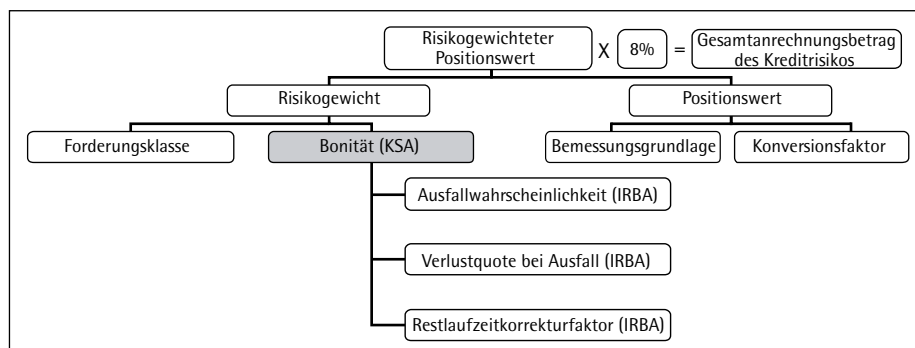 Risikogewichteter
Positionswert
X 8% = Gesamtanrechnungsbetrag
des Kreditrisikos
Risikogewicht
Positionswert
Forderungsklasse
Bonität (KSA)
Bemessungsgrundlage
Konversionsfaktor
Ausfallwahrscheinlichkeit (IRBA)
Verlustquote bei Ausfall (IRBA)
Restlaufzeitkorrekturfaktor (IRBA)